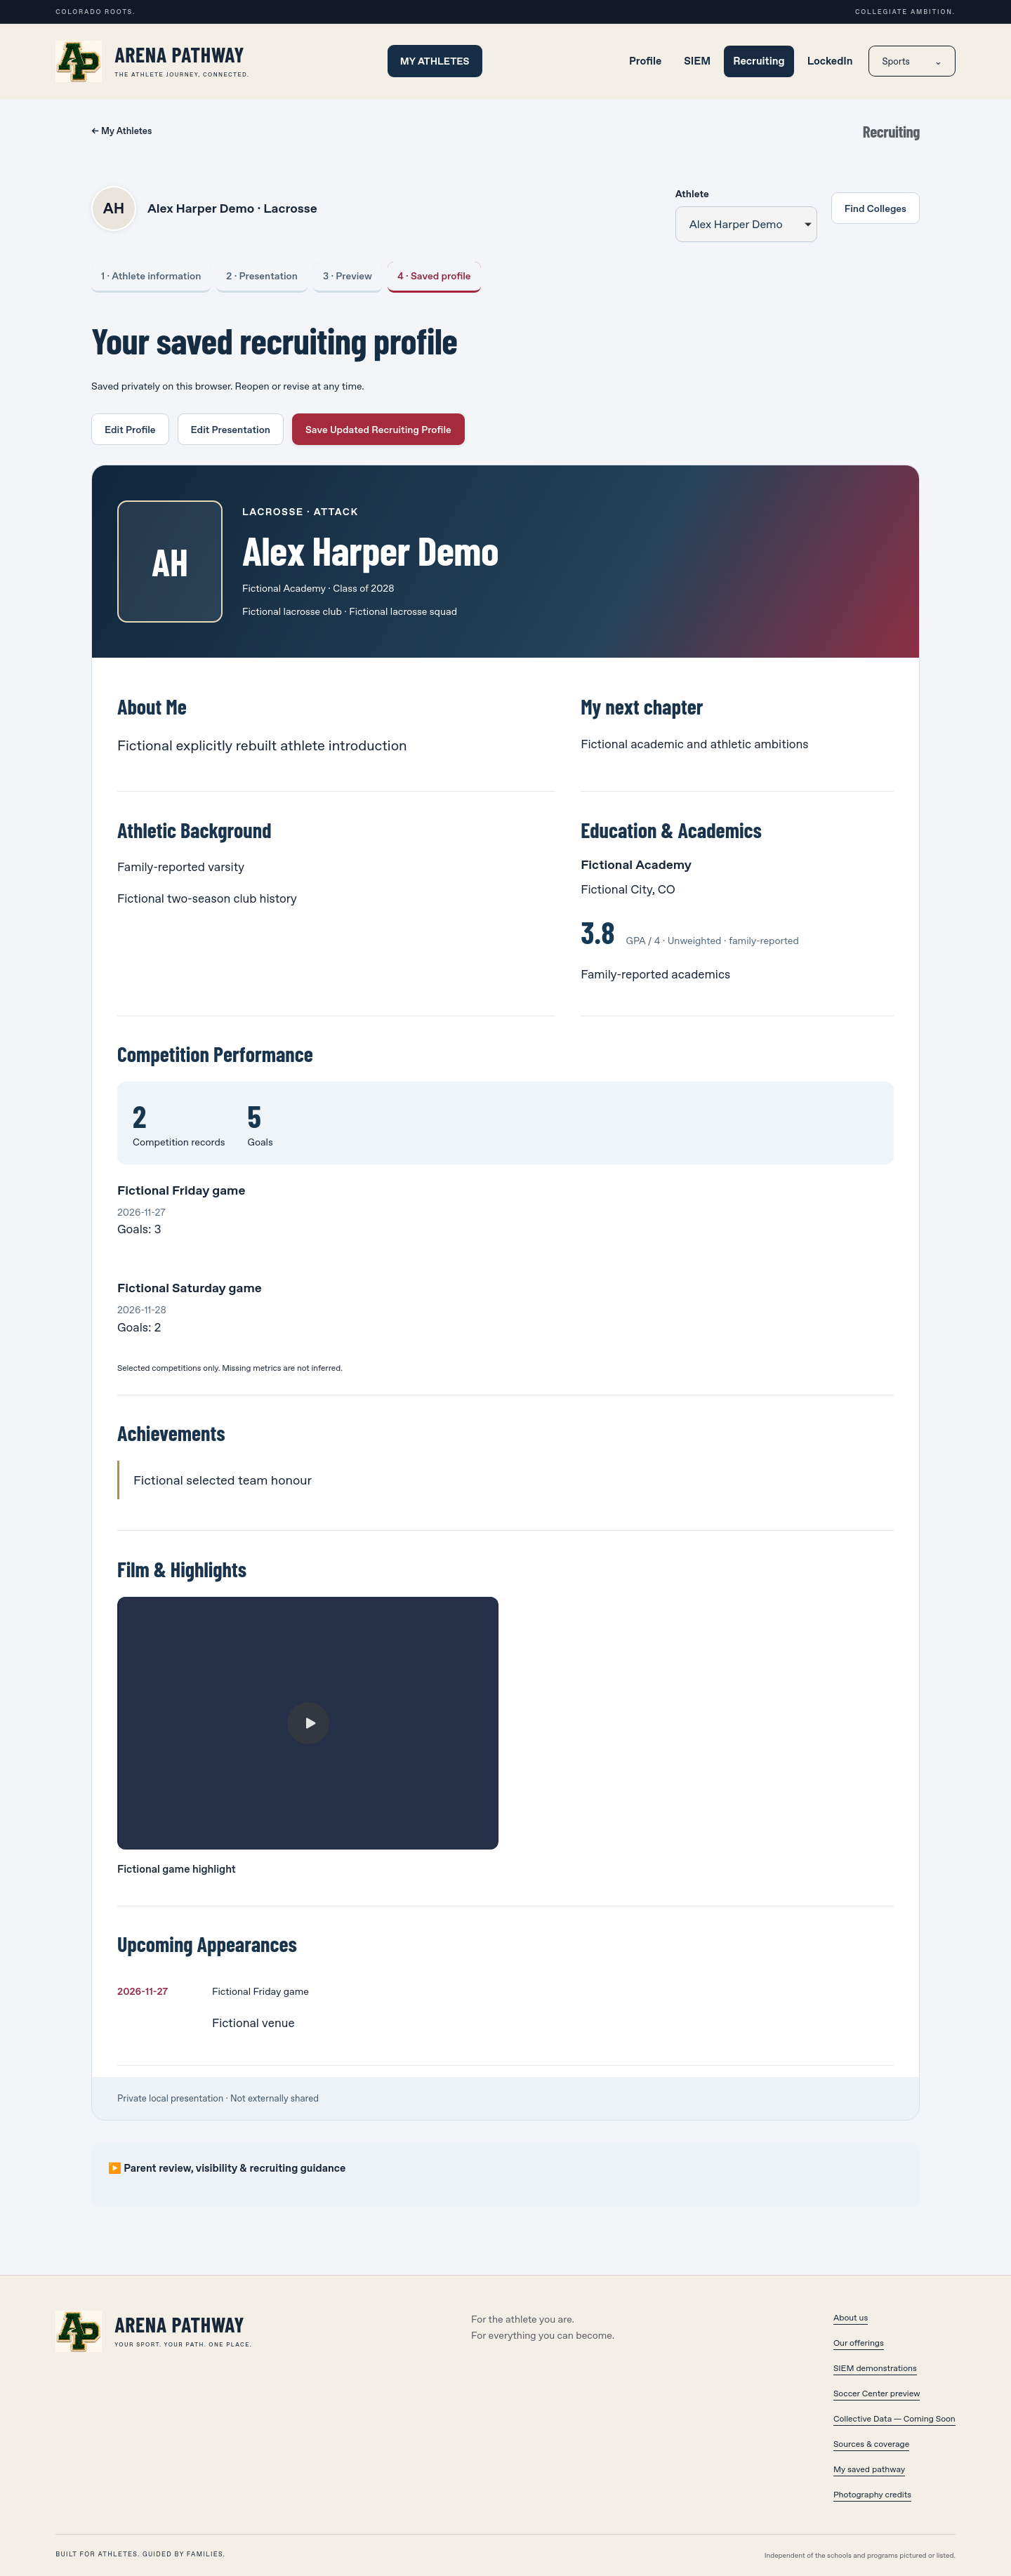 COLORADO ROOTS.
COLLEGIATE AMBITION.
AP
ARENA PATHWAY
THE ATHLETE JOURNEY, CONNECTED.
MY ATHLETES
Profile
SIEM
Recruiting
LockedIn
Sports
← My Athletes
Recruiting
AH
Alex Harper Demo · Lacrosse
Athlete
Alex Harper Demo
Find Colleges
1 · Athlete information
2 · Presentation
3 · Preview
4 · Saved profile
Your saved recruiting profile
Saved privately on this browser. Reopen or revise at any time.
Edit Profile
Edit Presentation
Save Updated Recruiting Profile
AH
LACROSSE · ATTACK
Alex Harper Demo
Fictional Academy · Class of 2028
Fictional lacrosse club · Fictional lacrosse squad
About Me
Fictional explicitly rebuilt athlete introduction
My next chapter
Fictional academic and athletic ambitions
Athletic Background
Family-reported varsity
Fictional two-season club history
Education & Academics
Fictional Academy
Fictional City, CO
3.8 GPA / 4 · Unweighted · family-reported
Family-reported academics
Competition Performance
2
Competition records
5
Goals
Fictional Friday game
2026-11-27
Goals: 3
Fictional Saturday game
2026-11-28
Goals: 2
Selected competitions only. Missing metrics are not inferred.
Achievements
Fictional selected team honour
Film & Highlights
Fictional game highlight
Upcoming Appearances
2026-11-27
Fictional Friday game
Fictional venue
Private local presentation · Not externally shared
Parent review, visibility & recruiting guidance
AP
ARENA PATHWAY
YOUR SPORT. YOUR PATH. ONE PLACE.
For the athlete you are.
For everything you can become.
About us
Our offerings
SIEM demonstrations
Soccer Center preview
Collective Data — Coming Soon
Sources & coverage
My saved pathway
Photography credits
BUILT FOR ATHLETES. GUIDED BY FAMILIES.
Independent of the schools and programs pictured or listed.